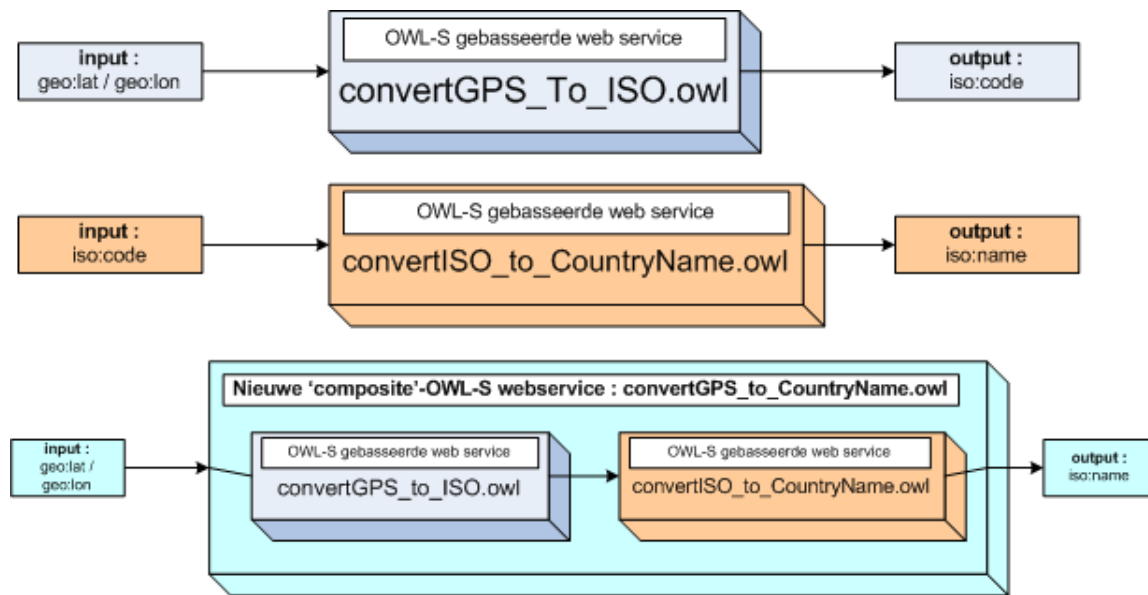 input :
geo:lat / geo:lon
OWL-S gebasseerde web service
convertGPS_To_ISO.owl
output :
iso:code
input :
iso:code
OWL-S gebasseerde web service
convertISO_to_CountryName.owl
output :
iso:name
Nieuwe ‘composite’-OWL-S webservice : convertGPS_to_CountryName.owl
input :
geo:lat /
geo:lon
OWL-S gebasseerde web service
convertGPS_to_ISO.owl
OWL-S gebasseerde web service
convertISO_to_CountryName.owl
output :
iso:name